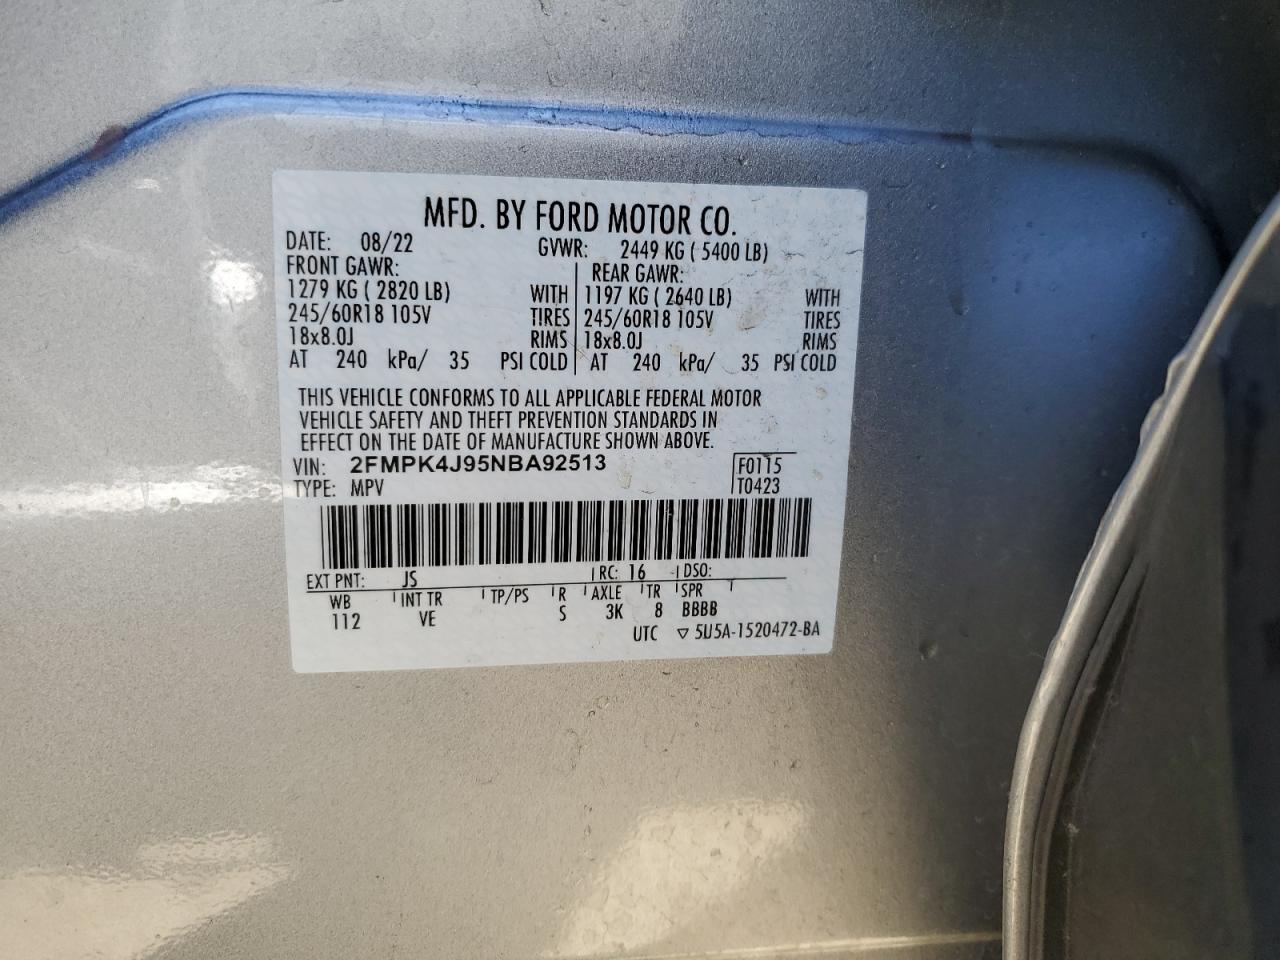 MFD. BY FORD MOTOR CO.
DATE: 08/22 GVWR: 2449 KG ( 5400 LB)
FRONT GAWR: REAR GAWR:
1279 KG ( 2820 LB) WITH 1197 KG ( 2640 LB) WITH
245/60R18 105V TIRES 245/60R18 105V TIRES
18x8.0J RIMS 18x8.0J RIMS
AT 240 kPa/ 35 PSI COLD AT 240 kPa/ 35 PSI COLD
THIS VEHICLE CONFORMS TO ALL APPLICABLE FEDERAL MOTOR
VEHICLE SAFETY AND THEFT PREVENTION STANDARDS IN
EFFECT ON THE DATE OF MANUFACTURE SHOWN ABOVE.
VIN: 2FMPK4J95NBA92513 F0115
TYPE: MPV T0423
EXT PNT: JS RC: 16 DSO:
WB INT TR TP/PS R AXLE TR SPR
112 VE S 3K 8 BBBB
UTC ▽ 5U5A-1520472-BA